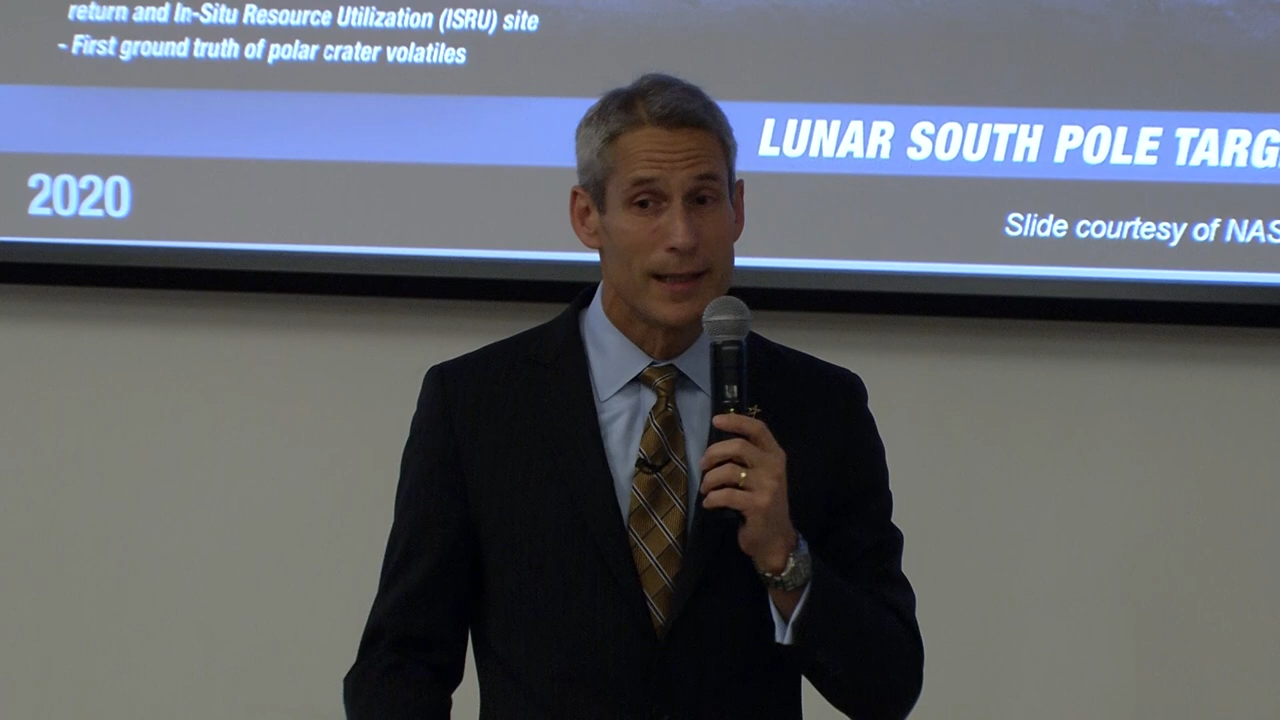 return and In-Situ Resource Utilization (ISRU) site
- First ground truth of polar crater volatiles
LUNAR SOUTH POLE TARG
2020
Slide courtesy of NAS